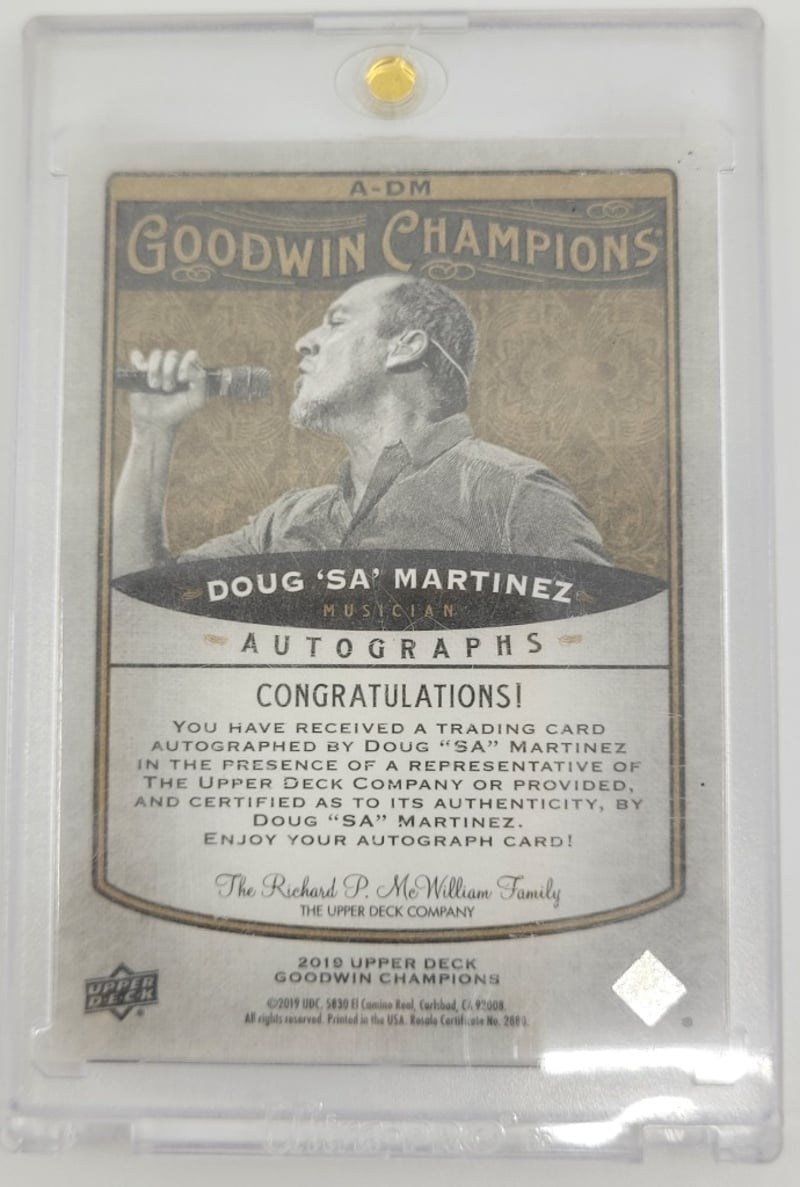 A-DM
GOODWIN CHAMPIONS®
DOUG ‘SA’ MARTINEZ
MUSICIAN
AUTOGRAPHS
CONGRATULATIONS!
YOU HAVE RECEIVED A TRADING CARD
AUTOGRAPHED BY DOUG “SA” MARTINEZ
IN THE PRESENCE OF A REPRESENTATIVE OF
THE UPPER DECK COMPANY OR PROVIDED,
AND CERTIFIED AS TO ITS AUTHENTICITY, BY
DOUG “SA” MARTINEZ.
ENJOY YOUR AUTOGRAPH CARD!
The Richard P. McWilliam Family
THE UPPER DECK COMPANY
2019 UPPER DECK
GOODWIN CHAMPIONS
UPPER
DECK®
©2019 UDC. 5830 El Camino Real, Carlsbad, CA 92008.
All rights reserved. Printed in the USA. Resale Certificate No.